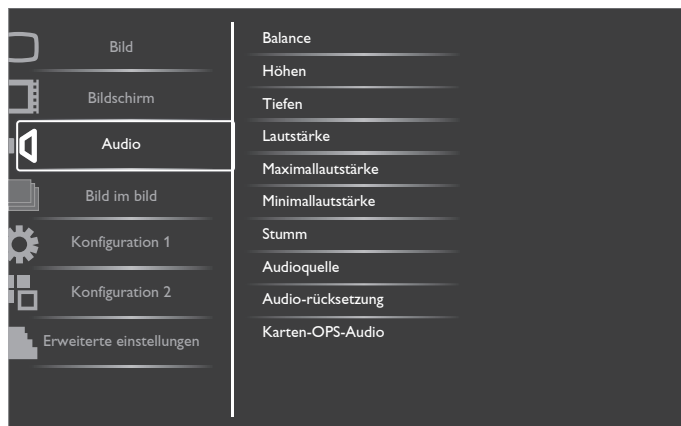 Bild
Bildschirm
Audio
Bild im bild
Konfiguration 1
Konfiguration 2
Erweiterte einstellungen
Balance
Höhen
Tiefen
Lautstärke
Maximallautstärke
Minimallautstärke
Stumm
Audioquelle
Audio-rücksetzung
Karten-OPS-Audio